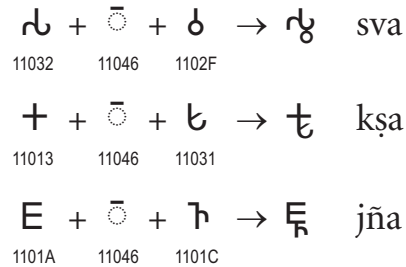 𑀲 + ◌𑁆 + 𑀯 → 𑀲𑁆𑀯 sva
11032 11046 1102F
𑀓 + ◌𑁆 + 𑀱 → 𑀓𑁆𑀱 kṣa
11013 11046 11031
𑀚 + ◌𑁆 + 𑀜 → 𑀚𑁆𑀜 jña
1101A 11046 1101C